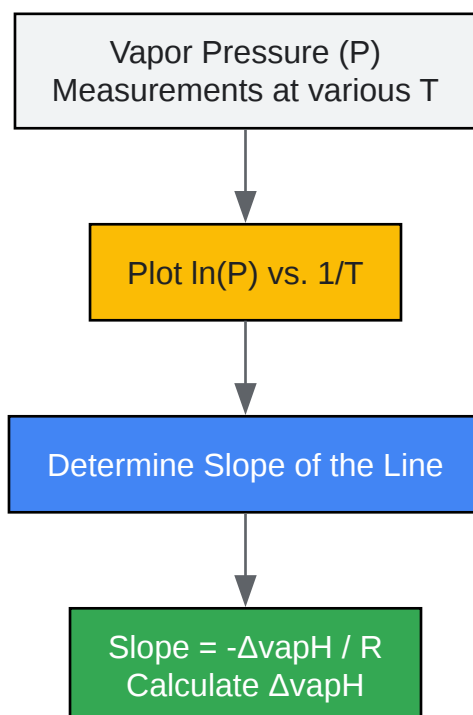 Vapor Pressure (P)
Measurements at various T
Plot ln(P) vs. 1/T
Determine Slope of the Line
Slope = -ΔvapH / R
Calculate ΔvapH